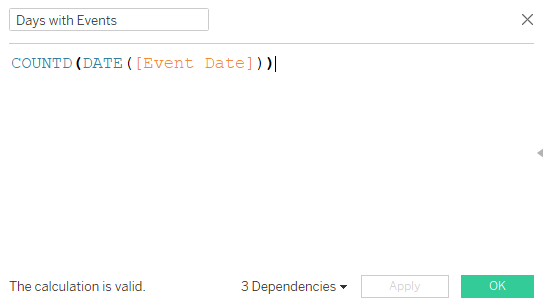 Days with Events
COUNTD(DATE([Event Date]))
The calculation is valid. 3 Dependencies Apply OK